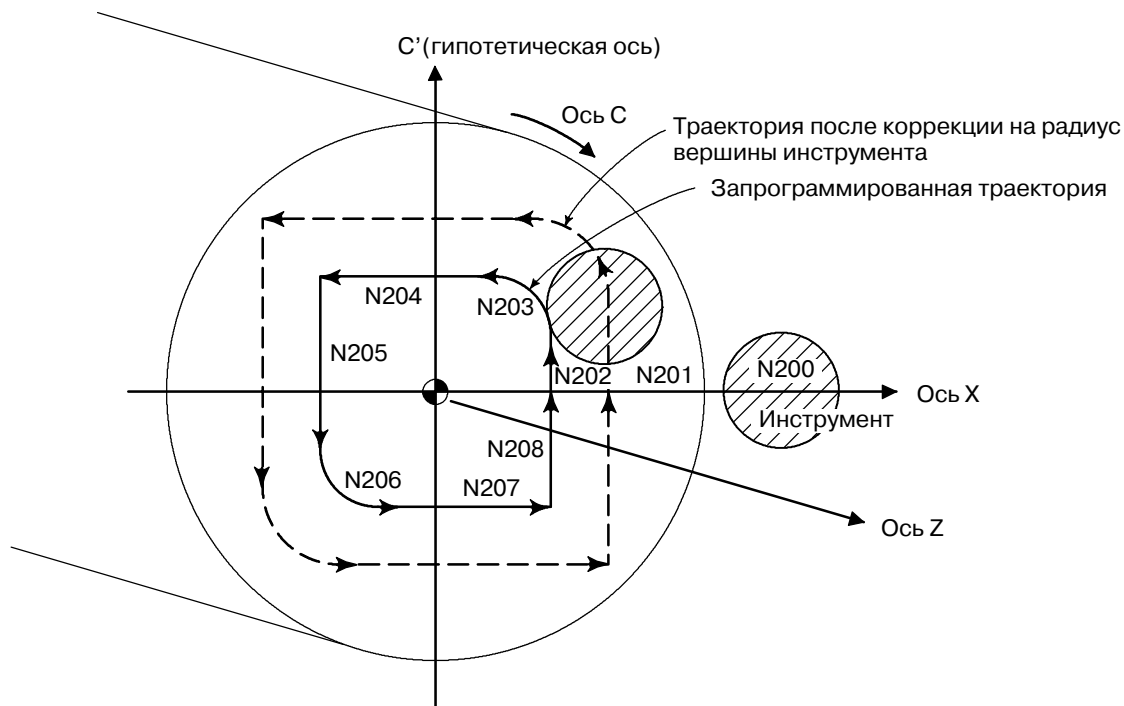 C’(гипотетическая ось)
Ось C
Траектория после коррекции на радиус
вершины инструмента
Запрограммированная траектория
N204
N203
N205
N202
N201
N200
Ось X
Инструмент
N208
N206
N207
Ось Z